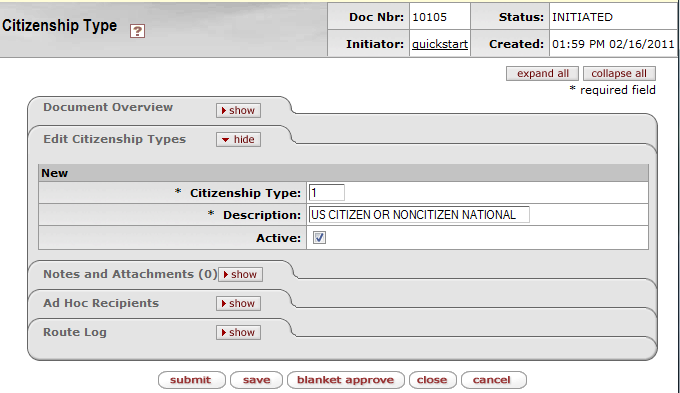 Citizenship Type ?
Doc Nbr: 10105 Status: INITIATED
Initiator: quickstart Created: 01:59 PM 02/16/2011
expand all collapse all
* required field
Document Overview show
Edit Citizenship Types hide
New
* Citizenship Type: 1
* Description: US CITIZEN OR NONCITIZEN NATIONAL
Active:
Notes and Attachments (0) show
Ad Hoc Recipients show
Route Log show
submit save blanket approve close cancel